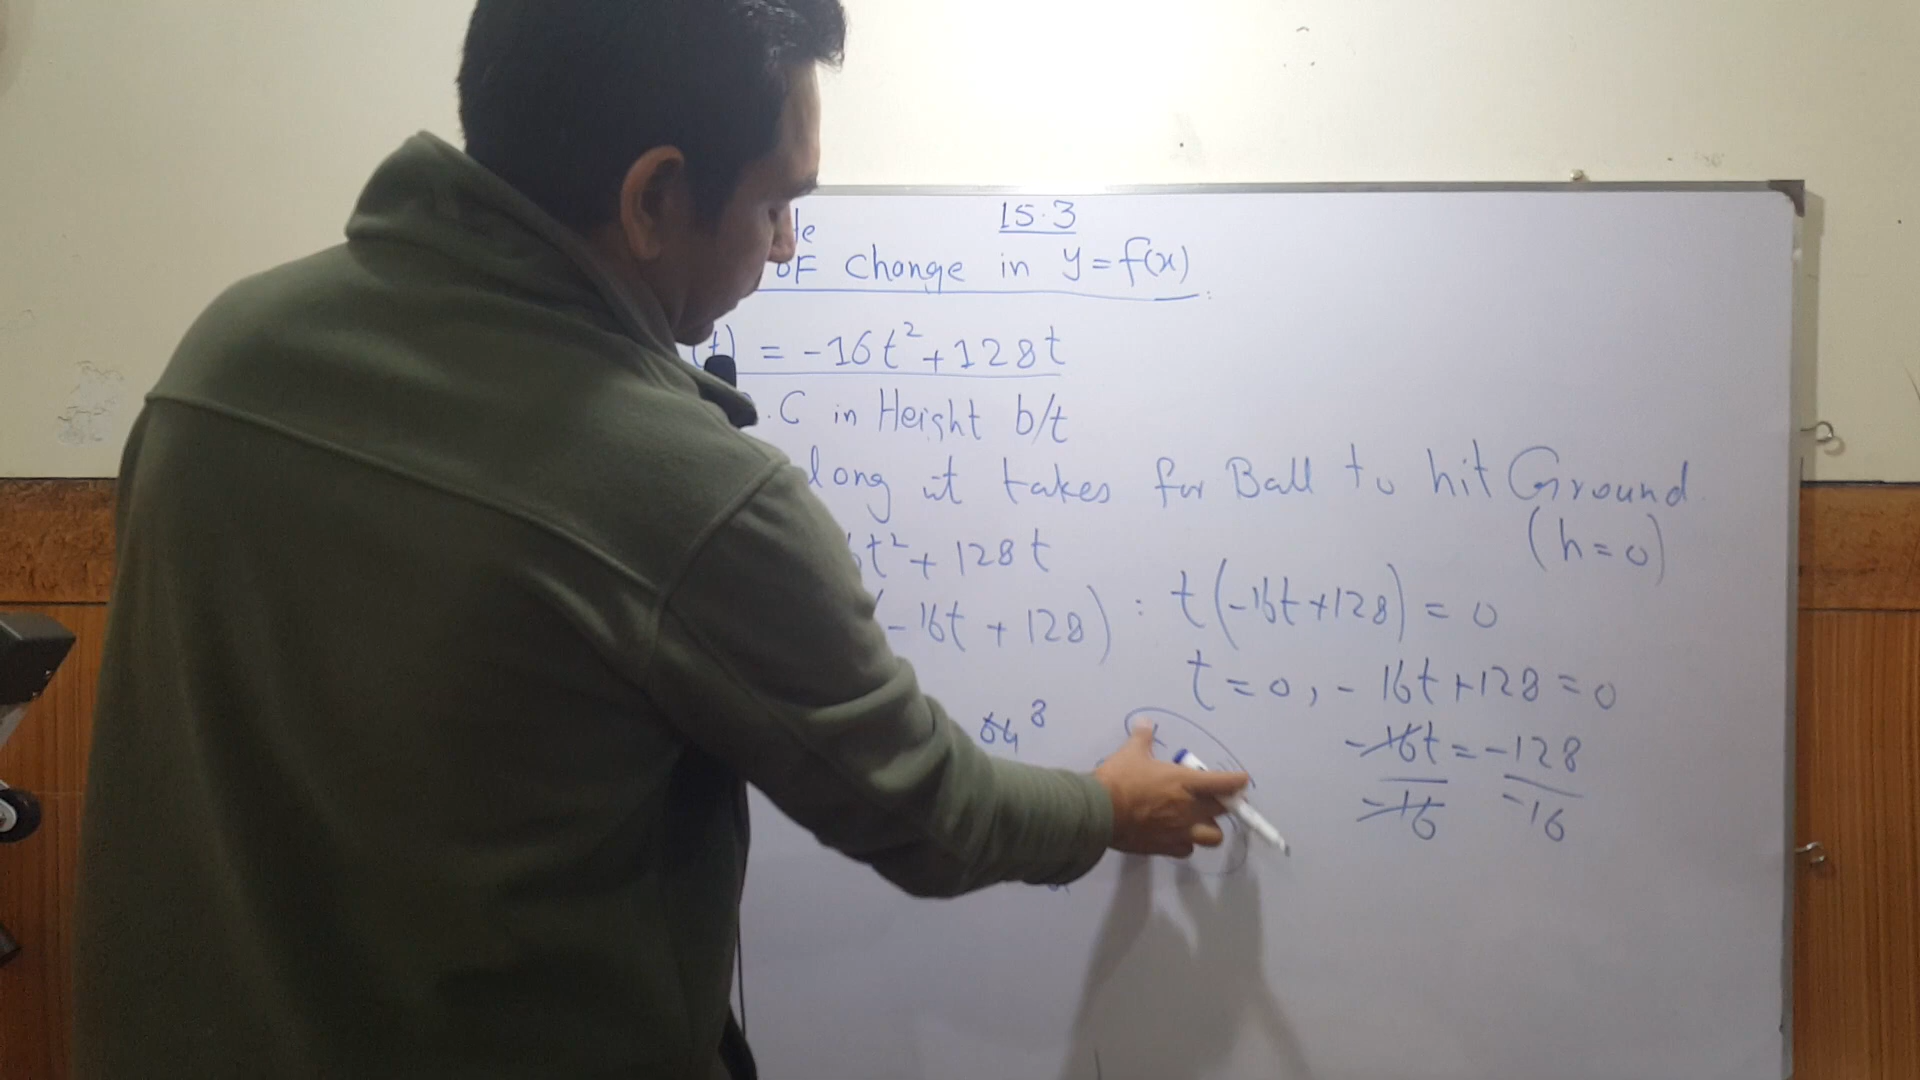 15.3
of change in y = f(x)
(t) = -16t² + 128t
.C in Height b/t
long it takes for Ball to hit Ground
(h = 0)
t² + 128t
(-16t + 128) : t(-16t + 128) = 0
t = 0, -16t + 128 = 0
64 8
-16t = -128
-16 -16